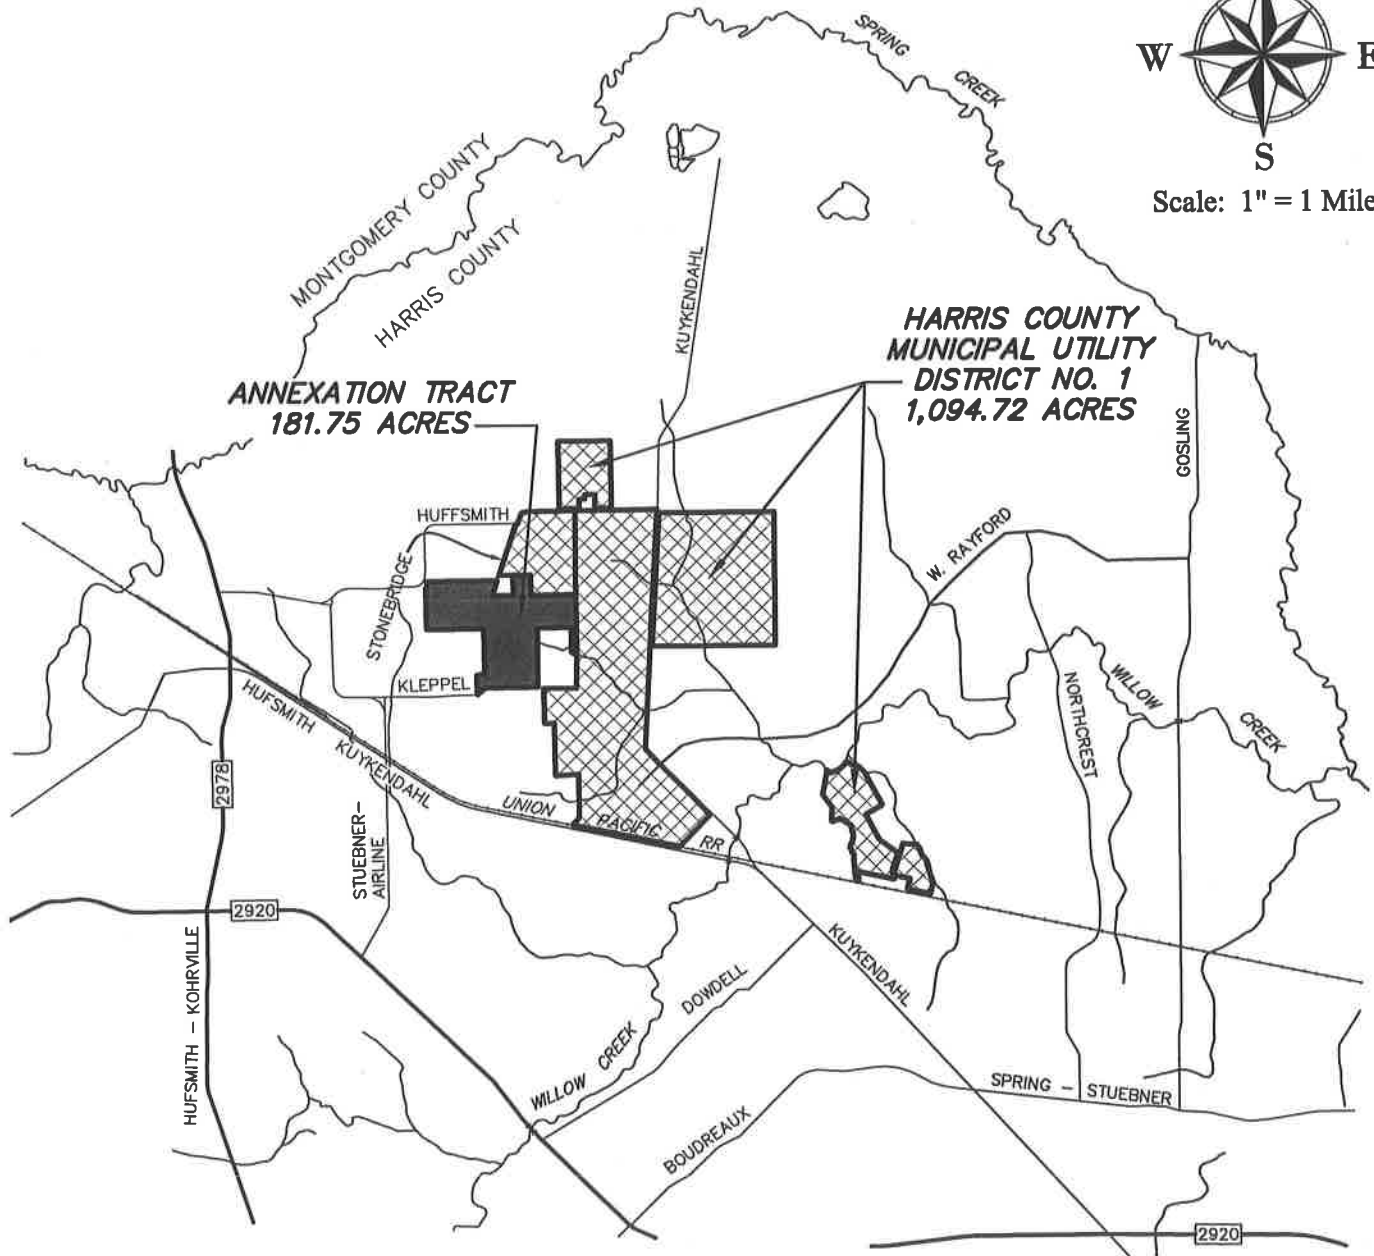 SPRING
CREEK
W
E
S
Scale: 1" = 1 Mile
MONTGOMERY COUNTY
HARRIS COUNTY
KUYKENDAHL
HARRIS COUNTY
MUNICIPAL UTILITY
DISTRICT NO. 1
1,094.72 ACRES
ANNEXATION TRACT
181.75 ACRES
GOSLING
HUFFSMITH
W. RAYFORD
STONEBRIDGE
KLEPPEL
HUFSMITH
KUYKENDAHL
NORTHCREST
WILLOW
CREEK
2978
UNION
PACIFIC
RR
STUEBNER-
AIRLINE
2920
HUFSMITH - KOHRVILLE
KUYKENDAHL
DOWDELL
WILLOW CREEK
SPRING - STUEBNER
BOUDREAUX
2920